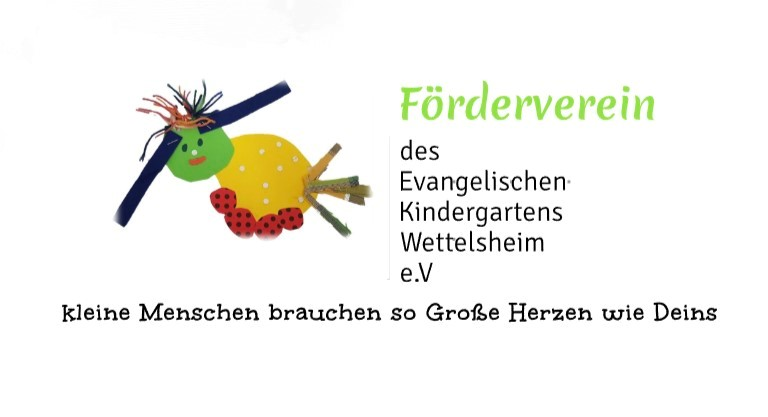 Förderverein
des
Evangelischen
Kindergartens
Wettelsheim
e.V
kleine Menschen brauchen so Große Herzen wie Deins